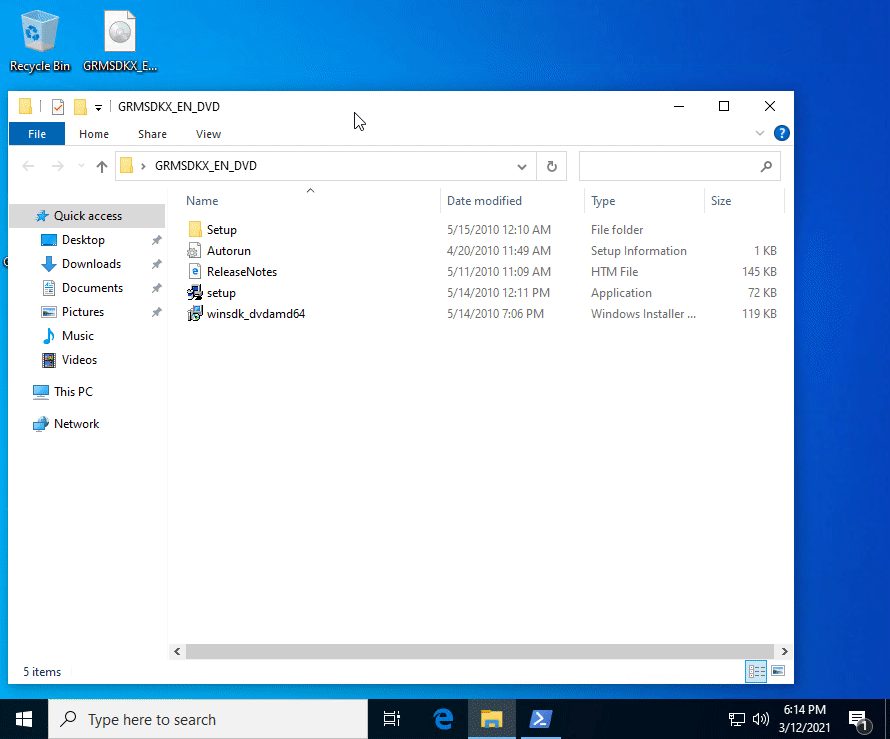 Recycle Bin
GRMSDKX_E...
GRMSDKX_EN_DVD
File Home Share View
GRMSDKX_EN_DVD
Name Date modified Type Size
Quick access
Desktop
Downloads
Documents
Pictures
Music
Videos
This PC
Network
Setup 5/15/2010 12:10 AM File folder
Autorun 4/20/2010 11:49 AM Setup Information 1 KB
ReleaseNotes 5/11/2010 11:09 AM HTM File 145 KB
setup 5/14/2010 12:11 PM Application 72 KB
winsdk_dvdamd64 5/14/2010 7:06 PM Windows Installer ... 119 KB
5 items
Type here to search
6:14 PM
3/12/2021
1